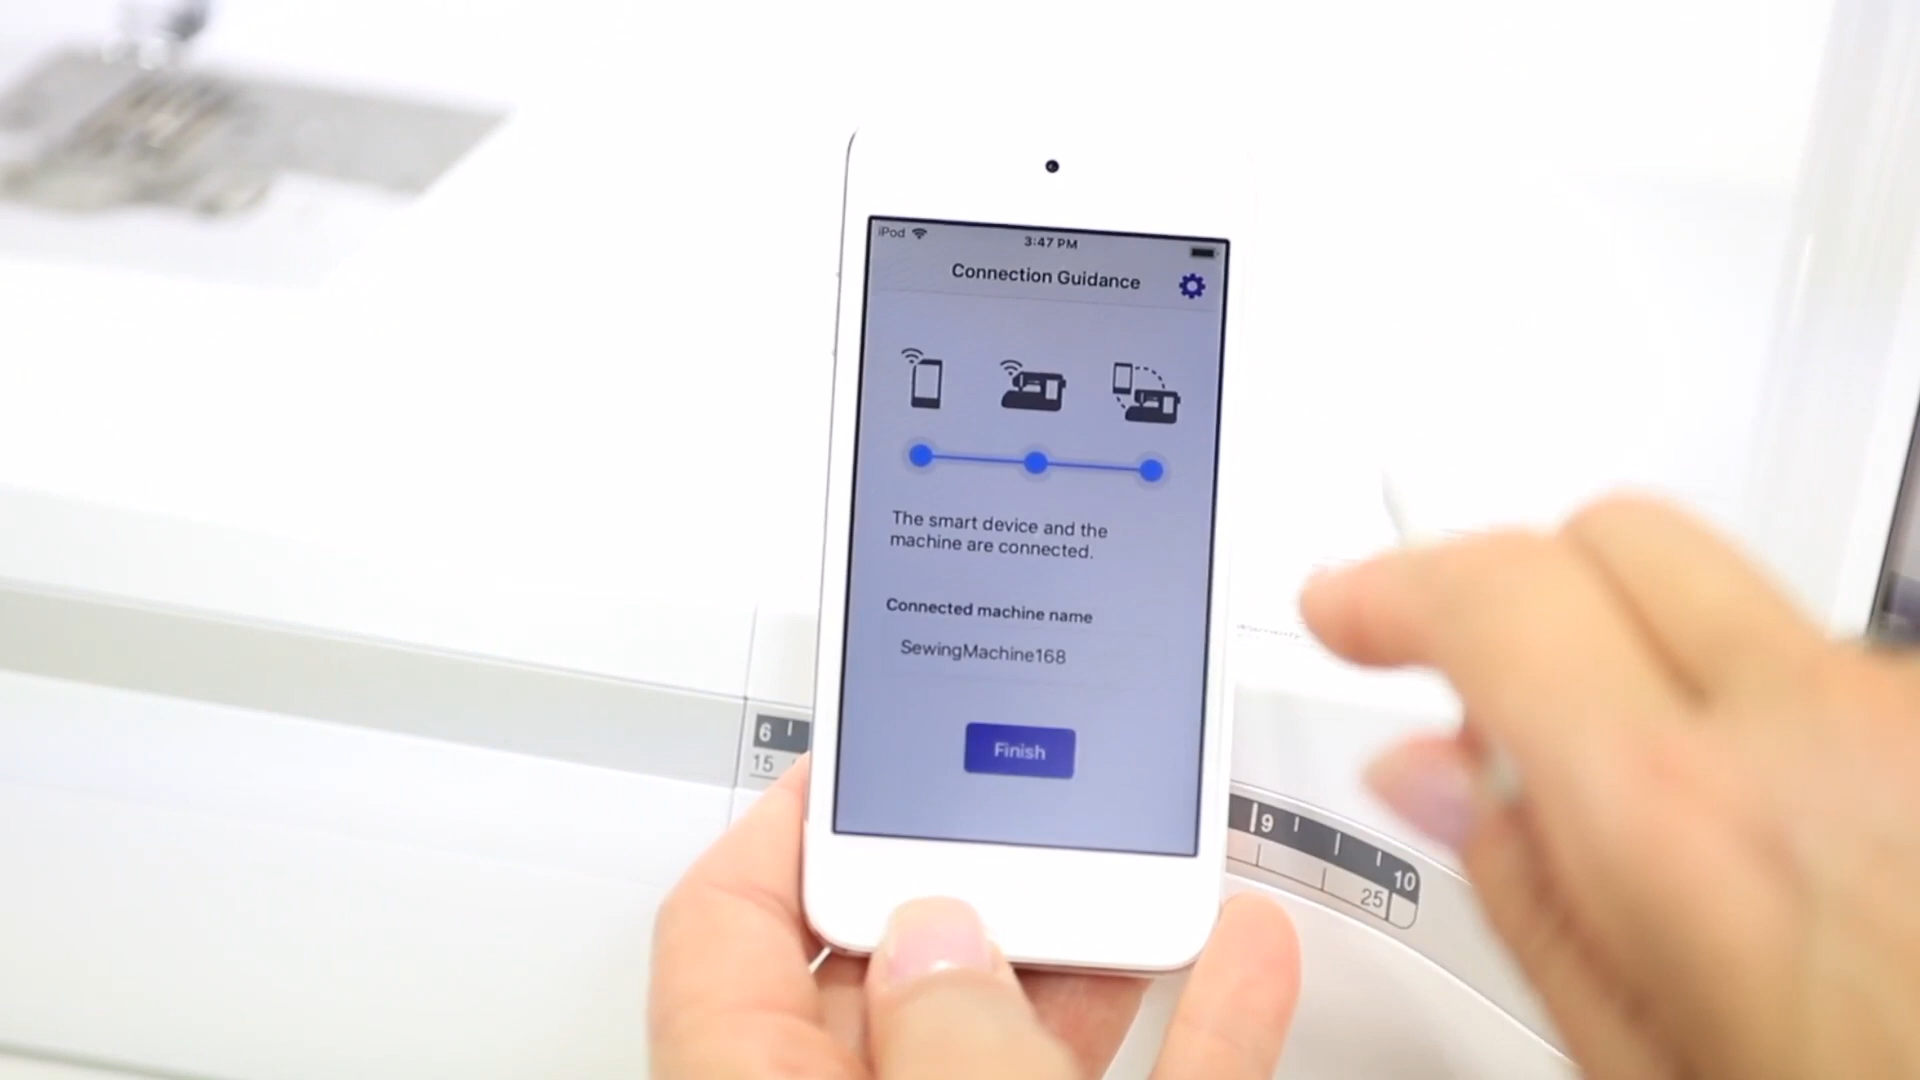 iPod
3:47 PM
Connection Guidance
The smart device and the
machine are connected.
Connected machine name
SewingMachine168
Finish
6
15
9
10
25